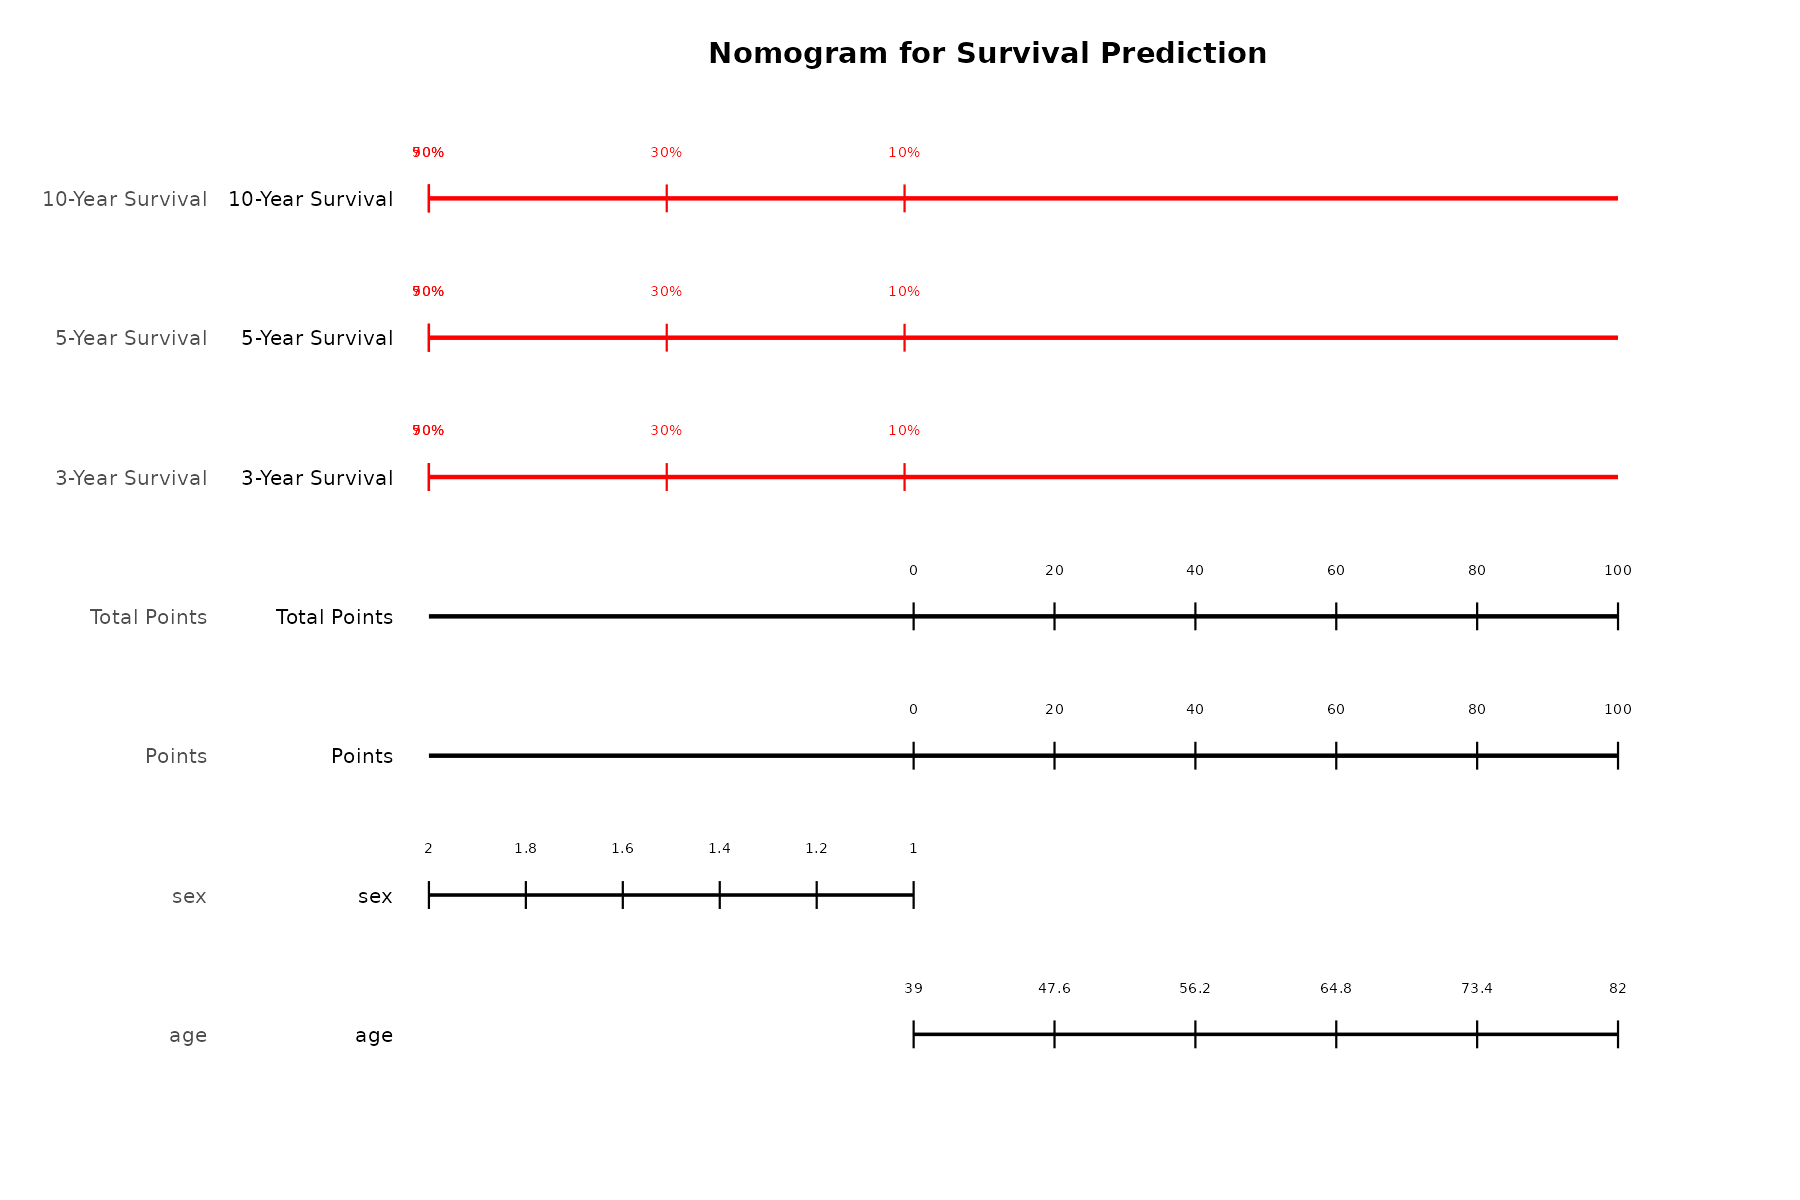 Nomogram for Survival Prediction
30% 10%
10-Year Survival 10-Year Survival
30% 10%
5-Year Survival 5-Year Survival
30% 10%
3-Year Survival 3-Year Survival
0 20 40 60 80 100
Total Points Total Points
0 20 40 60 80 100
Points Points
2 1.8 1.6 1.4 1.2 1
sex sex
39 47.6 56.2 64.8 73.4 82
age age